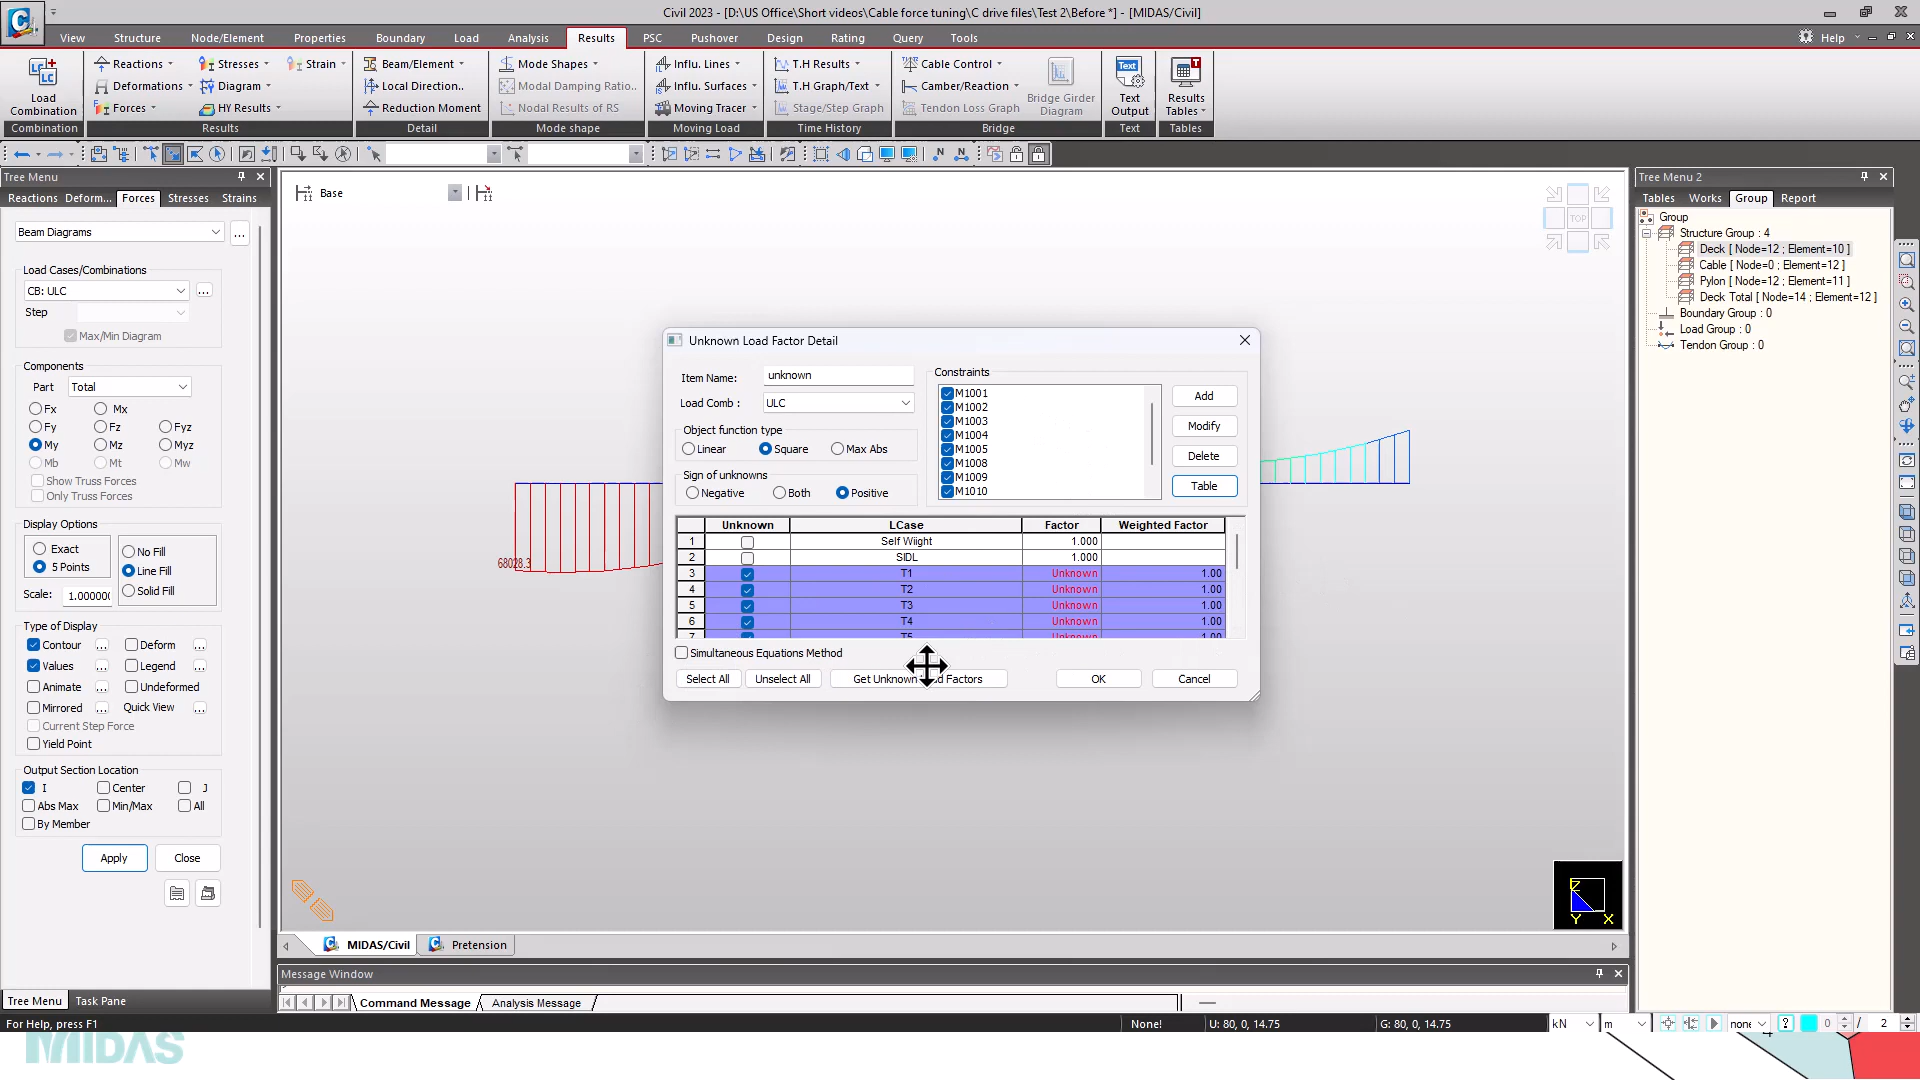 Civil 2023 - [D:\US Office\Short videos\Cable force tuning\C drive files\Test 2\Before *] - [MIDAS/Civil]
View Structure Node/Element Properties Boundary Load Analysis Results PSC Pushover Design Rating Query Tools Help
Load Combination
Reactions Stresses Strain
Deformations Diagram
Forces HY Results
Beam/Element
Local Direction..
Reduction Moment
Mode Shapes
Modal Damping Ratio..
Nodal Results of RS
Influ. Lines
Influ. Surfaces
Moving Tracer
T.H Results
T.H Graph/Text
Stage/Step Graph
Cable Control
Camber/Reaction
Tendon Loss Graph
Bridge Girder Diagram
Text Output
Results Tables
Combination Results Detail Mode shape Moving Load Time History Bridge Text Tables
Tree Menu
Reactions Deform... Forces Stresses Strains
Beam Diagrams ...
Load Cases/Combinations
CB: ULC ...
Step
Max/Min Diagram
Components
Part Total
Fx Mx
Fy Fz Fyz
My Mz Myz
Mb Mt Mw
Show Truss Forces
Only Truss Forces
Display Options
Exact No Fill
5 Points Line Fill
Solid Fill
Scale: 1.00000(
Type of Display
Contour ... Deform ...
Values ... Legend ...
Animate ... Undeformed
Mirrored ... Quick View ...
Current Step Force
Yield Point
Output Section Location
I Center J
Abs Max Min/Max All
By Member
Apply Close
Tree Menu Task Pane
Base
TOP
68028.3
Unknown Load Factor Detail
Item Name: unknown
Load Comb : ULC
Object function type
Linear Square Max Abs
Sign of unknowns
Negative Both Positive
Constraints
M1001
M1002
M1003
M1004
M1005
M1008
M1009
M1010
Add
Modify
Delete
Table
Unknown LCase Factor Weighted Factor
1 Self Wiight 1.000
2 SIDL 1.000
3 T1 Unknown 1.00
4 T2 Unknown 1.00
5 T3 Unknown 1.00
6 T4 Unknown 1.00
7 T5 Unknown 1.00
Simultaneous Equations Method
Select All Unselect All Get Unknown Load Factors OK Cancel
Z
Y X
MIDAS/Civil Pretension
Message Window
Command Message Analysis Message
Tree Menu 2
Tables Works Group Report
Group
Structure Group : 4
Deck [ Node=12 ; Element=10 ]
Cable [ Node=0 ; Element=12 ]
Pylon [ Node=12 ; Element=11 ]
Deck Total [ Node=14 ; Element=12 ]
Boundary Group : 0
Load Group : 0
Tendon Group : 0
For Help, press F1 None! U: 80, 0, 14.75 G: 80, 0, 14.75 kN m none ? 0 / 2
MIDAS